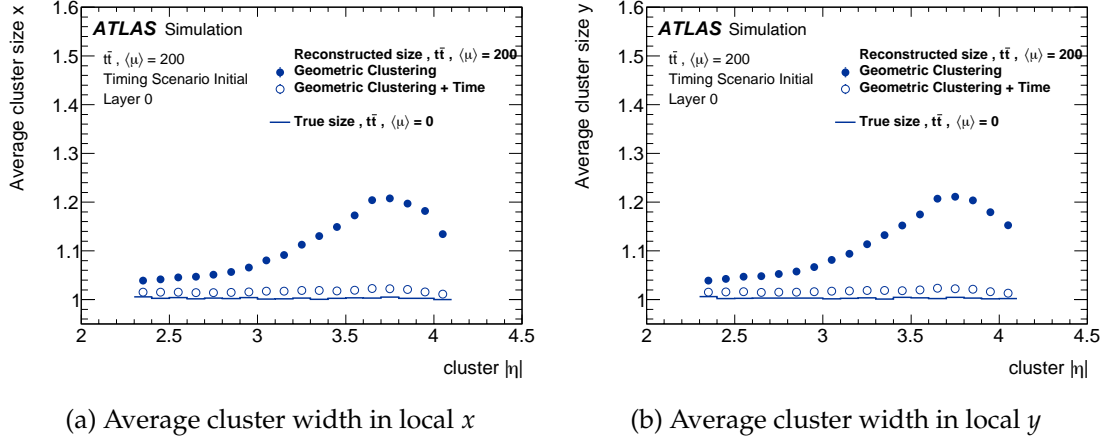 Average cluster size x
ATLAS Simulation
tt̄ , ⟨μ⟩ = 200
Timing Scenario Initial
Layer 0
Reconstructed size , tt̄ , ⟨μ⟩ = 200
Geometric Clustering
Geometric Clustering + Time
True size , tt̄ , ⟨μ⟩ = 0
1.6
1.5
1.4
1.3
1.2
1.1
1
2 2.5 3 3.5 4 4.5
cluster |η|
(a) Average cluster width in local x
Average cluster size y
ATLAS Simulation
tt̄ , ⟨μ⟩ = 200
Timing Scenario Initial
Layer 0
Reconstructed size , tt̄ , ⟨μ⟩ = 200
Geometric Clustering
Geometric Clustering + Time
True size , tt̄ , ⟨μ⟩ = 0
1.6
1.5
1.4
1.3
1.2
1.1
1
2 2.5 3 3.5 4 4.5
cluster |η|
(b) Average cluster width in local y